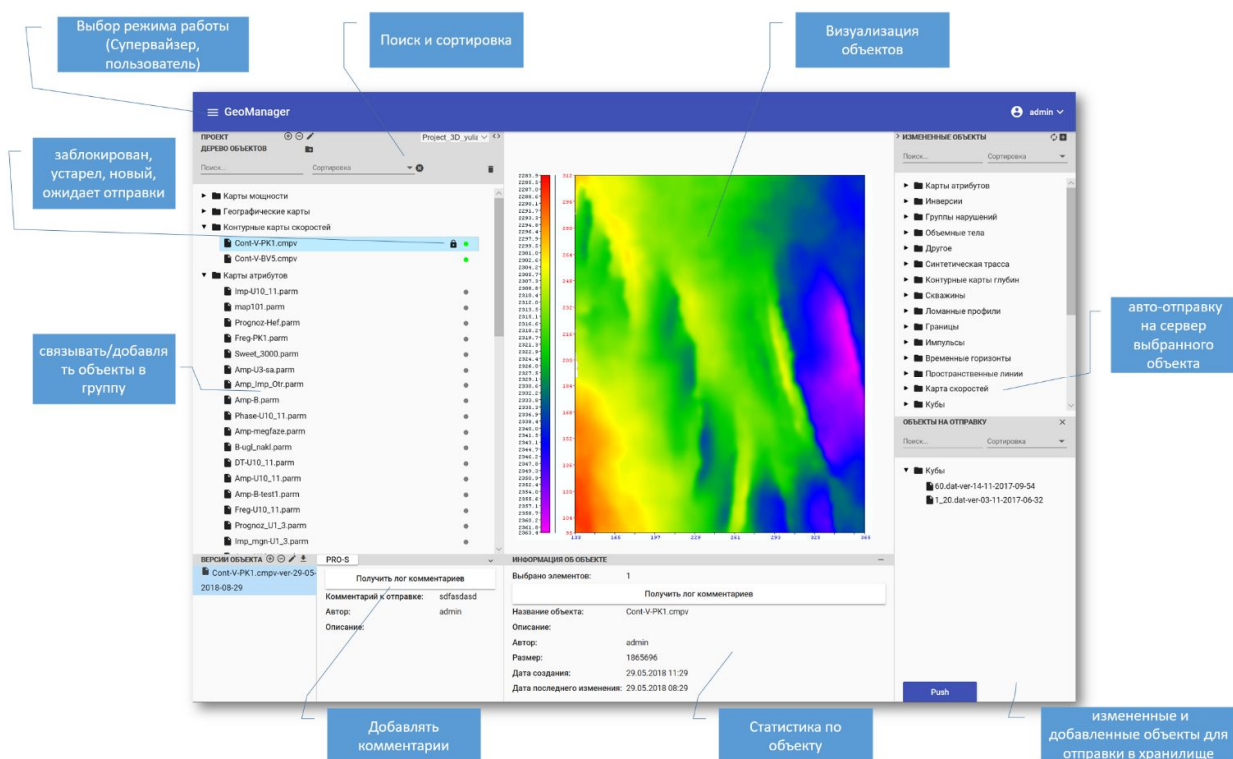 Выбор режима работы
(Супервайзер,
пользователь)
Поиск и сортировка
Визуализация
объектов
GeoManager
admin
заблокирован,
устарел, новый,
ожидает отправки
ПРОЕКТ
Project_3D_yula
ДЕРЕВО ОБЪЕКТОВ
Поиск...
Сортировка
Карты мощности
Географические карты
Контурные карты скоростей
Cont-V-PK1.cmpv
Cont-V-BV5.cmpv
Карты атрибутов
Imp-U10_11.parm
map101.parm
Prognoz-Hef.parm
Freg-PK1.parm
Sweet_3000.parm
Amp-U3-sa.parm
Amp_Imp_Otr.parm
Amp-B.parm
Phase-U10_11.parm
Amp-megfaze.parm
B-ugl_nakl.parm
DT-U10_11.parm
Amp-U10_11.parm
Amp-B-test1.parm
Freg-U10_11.parm
Prognoz_U1_3.parm
Imp_mgn-U1_3.parm
связывать/добавля
ть объекты в
группу
133 165 197 229 261 293 325
ИЗМЕНЕННЫЕ ОБЪЕКТЫ
Поиск...
Сортировка
Карты атрибутов
Инверсии
Группы нарушений
Объемные тела
Другое
Синтетическая трасса
Контурные карты глубин
Скважины
Ломанные профили
Границы
Импульсы
Временные горизонты
Пространственные линии
Карта скоростей
Кубы
авто-отправку
на сервер
выбранного
объекта
ОБЪЕКТЫ НА ОТПРАВКУ
Поиск...
Сортировка
Кубы
60.dat-ver-14-11-2017-09-54
1_20.dat-ver-03-11-2017-06-32
Push
ВЕРСИИ ОБЪЕКТА
Cont-V-PK1.cmpv-ver-29-05-
2018-08-29
PRO-S
Получить лог комментариев
Комментарий к отправке: sdfasdasd
Автор: admin
Описание:
ИНФОРМАЦИЯ ОБ ОБЪЕКТЕ
Выбрано элементов: 1
Получить лог комментариев
Название объекта: Cont-V-PK1.cmpv
Описание:
Автор: admin
Размер: 1865696
Дата создания: 29.05.2018 11:29
Дата последнего изменения: 29.05.2018 08:29
Добавлять
комментарии
Статистика по
объекту
измененные и
добавленные объекты для
отправки в хранилище